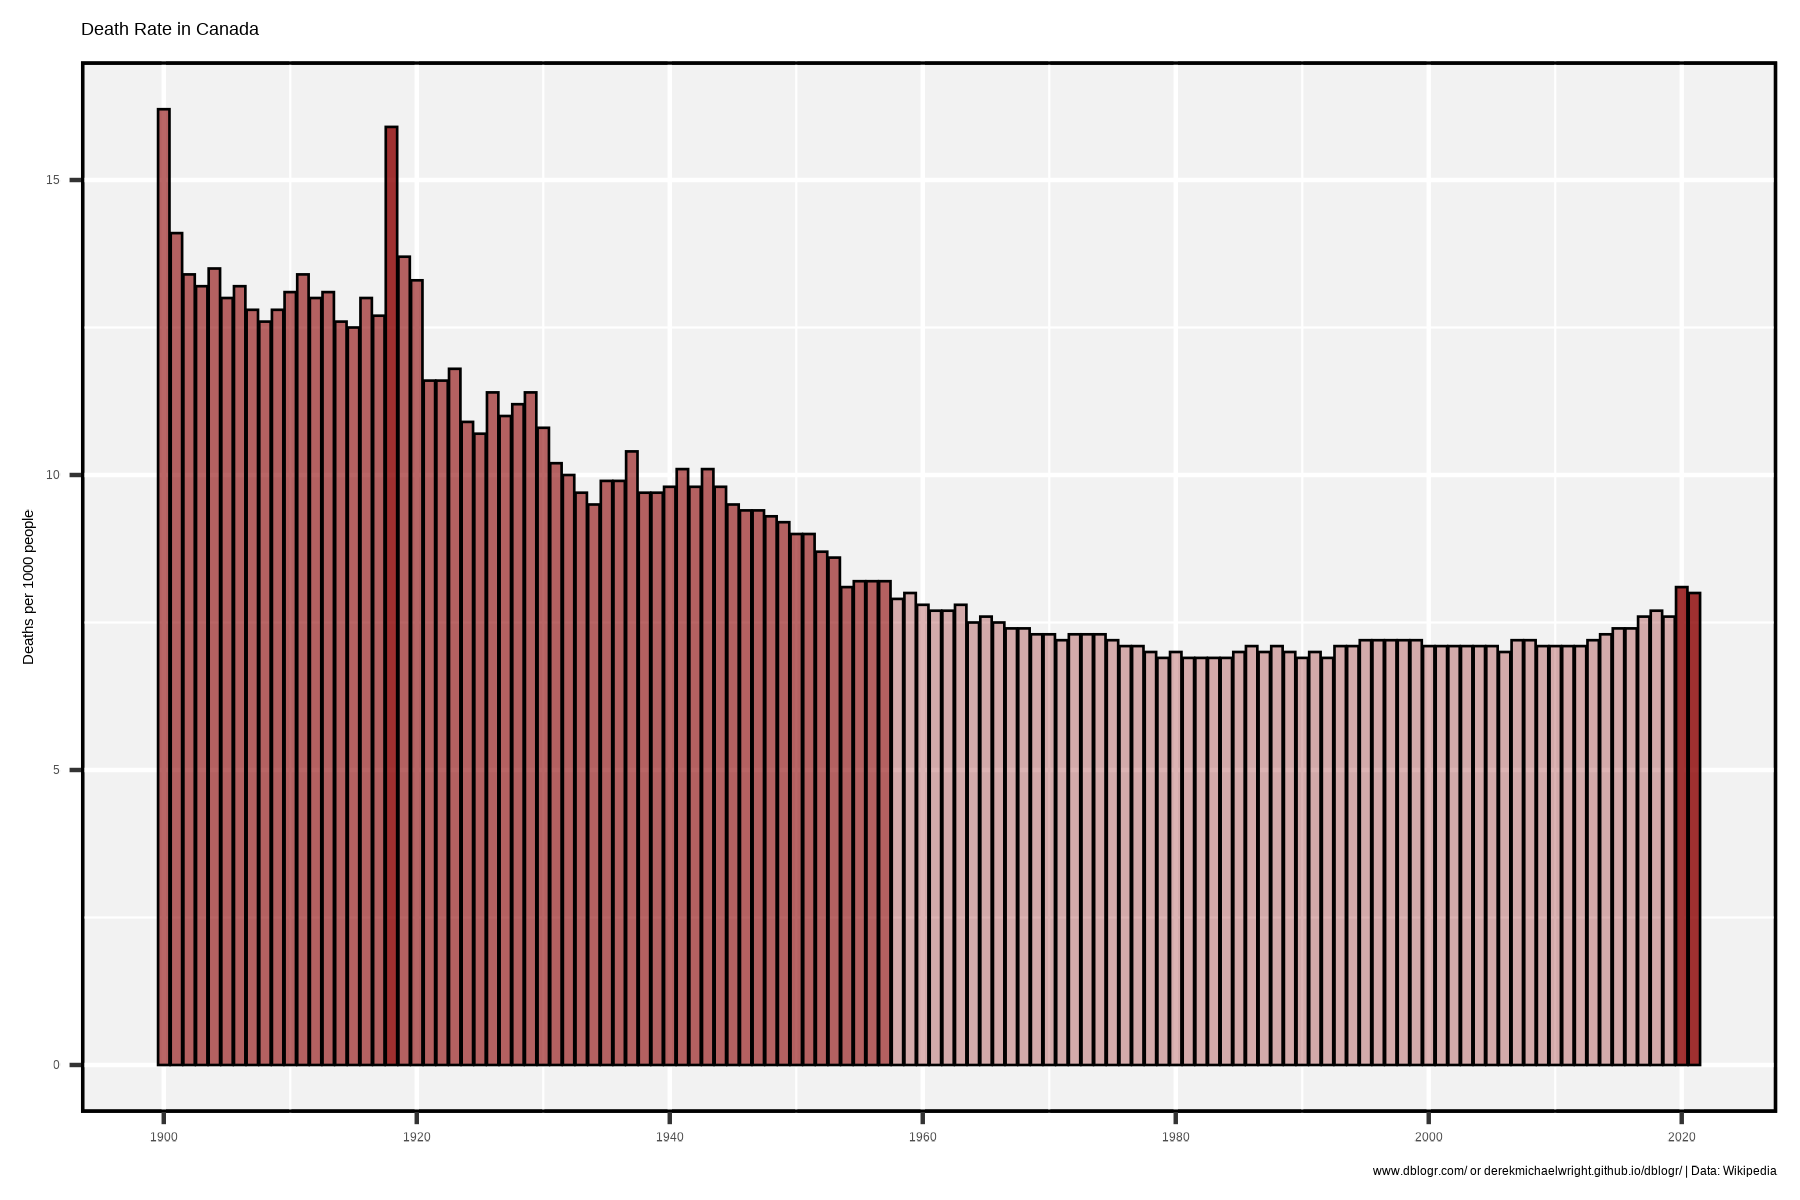 Death Rate in Canada
Deaths per 1000 people
15
10
5
0
1900 1920 1940 1960 1980 2000 2020
www.dblogr.com/ or derekmichaelwright.github.io/dblogr/ | Data: Wikipedia